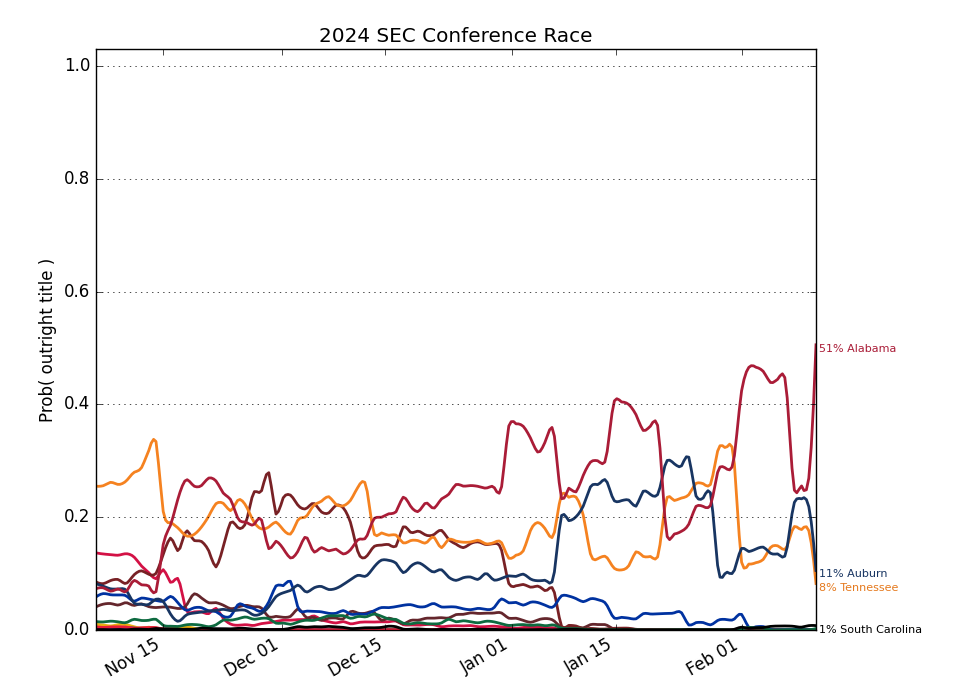 2024 SEC Conference Race
Prob( outright title )
1.0
0.8
0.6
0.4
0.2
0.0
51% Alabama
11% Auburn
8% Tennessee
1% South Carolina
Nov 15
Dec 01
Dec 15
Jan 01
Jan 15
Feb 01